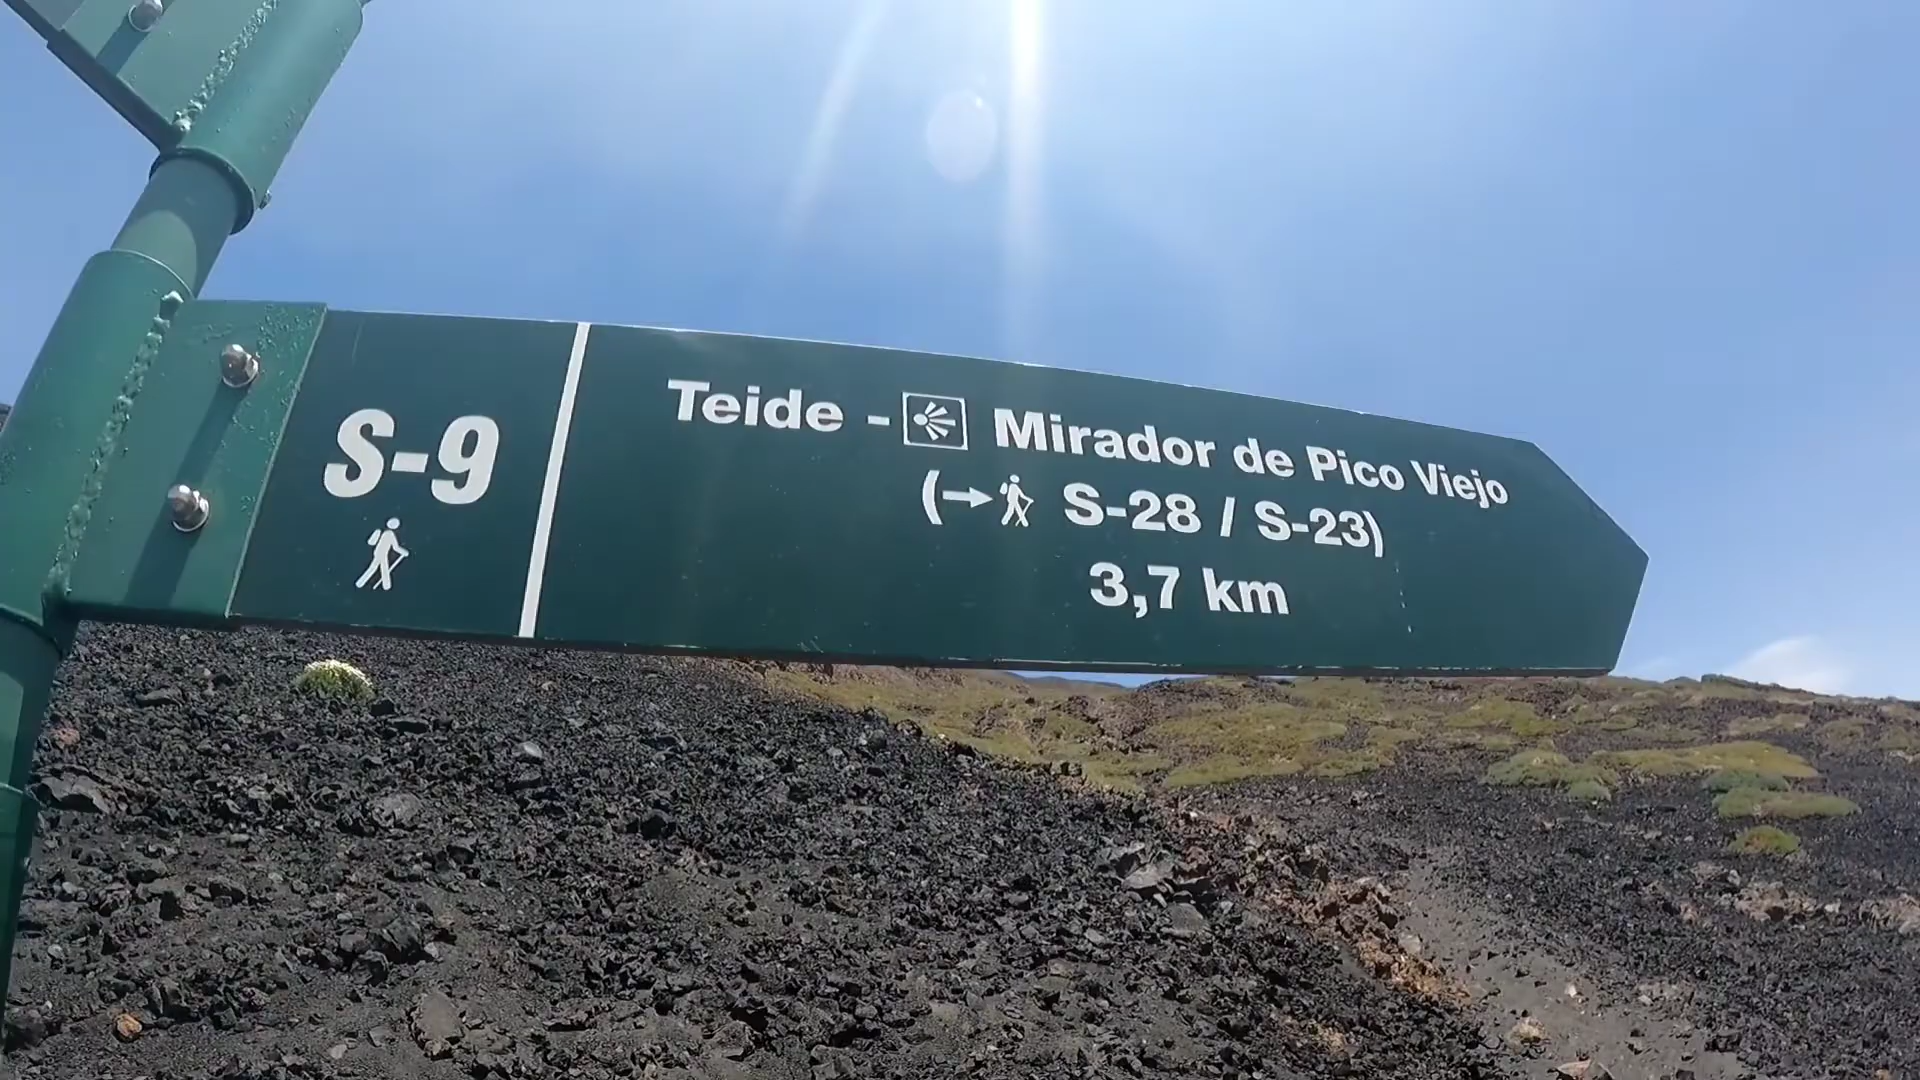 S-9
Teide - Mirador de Pico Viejo
(→ S-28 / S-23)
3,7 km